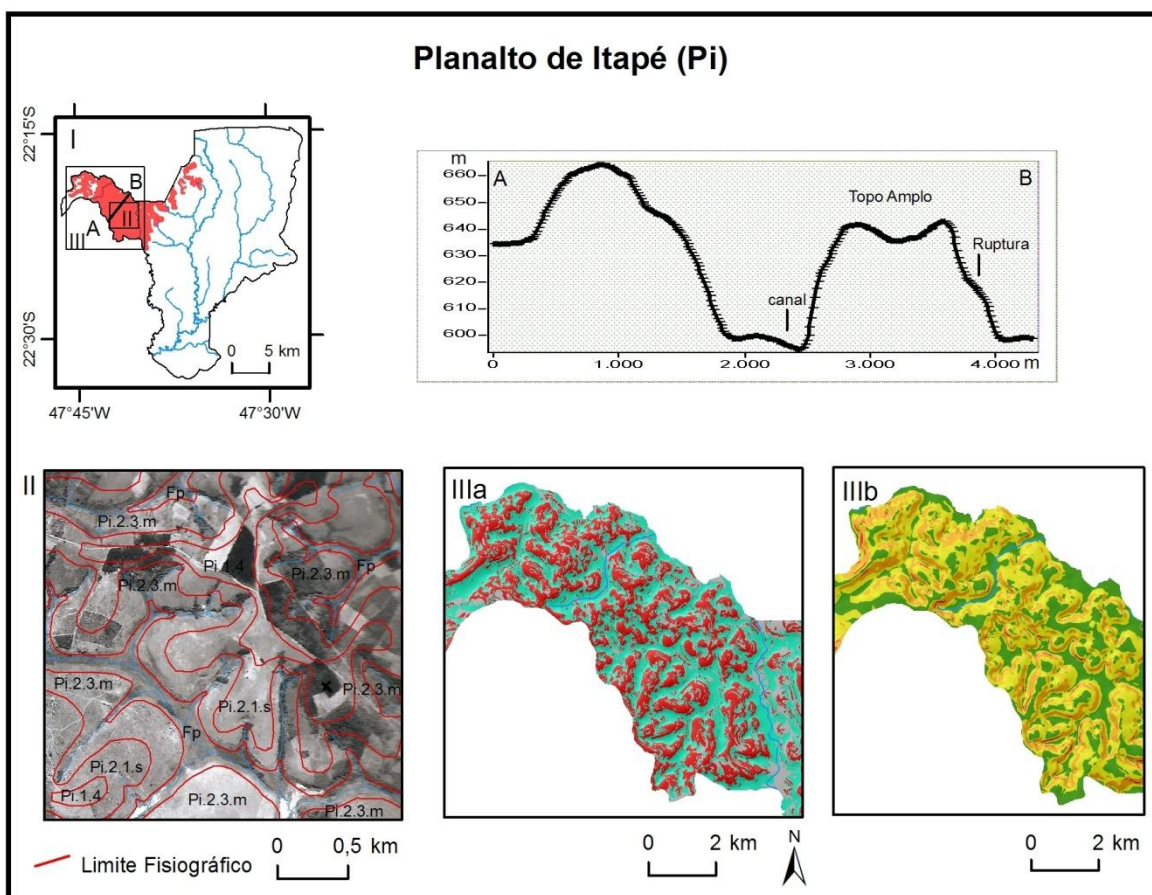 Planalto de Itapé (Pi)
22°15'S
22°30'S
I
B
II
A
III
0 5 km
47°45'W 47°30'W
m
660
650
640
630
620
610
600
A
B
Topo Amplo
Ruptura
canal
0 1.000 2.000 3.000 4.000 m
II
Fp
Pi.2.3.m
Pi.1.4
Pi.2.3.m
Pi.2.3.m
Fp
Pi.2.3.m
Pi.2.3.m
Pi.2.1.s
Fp
Pi.2.1.s
Pi.1.4
Pi.2.3.m
Pi.2.3.m
x
Limite Fisiográfico
0 0,5 km
IIIa
0 2 km
N
IIIb
0 2 km